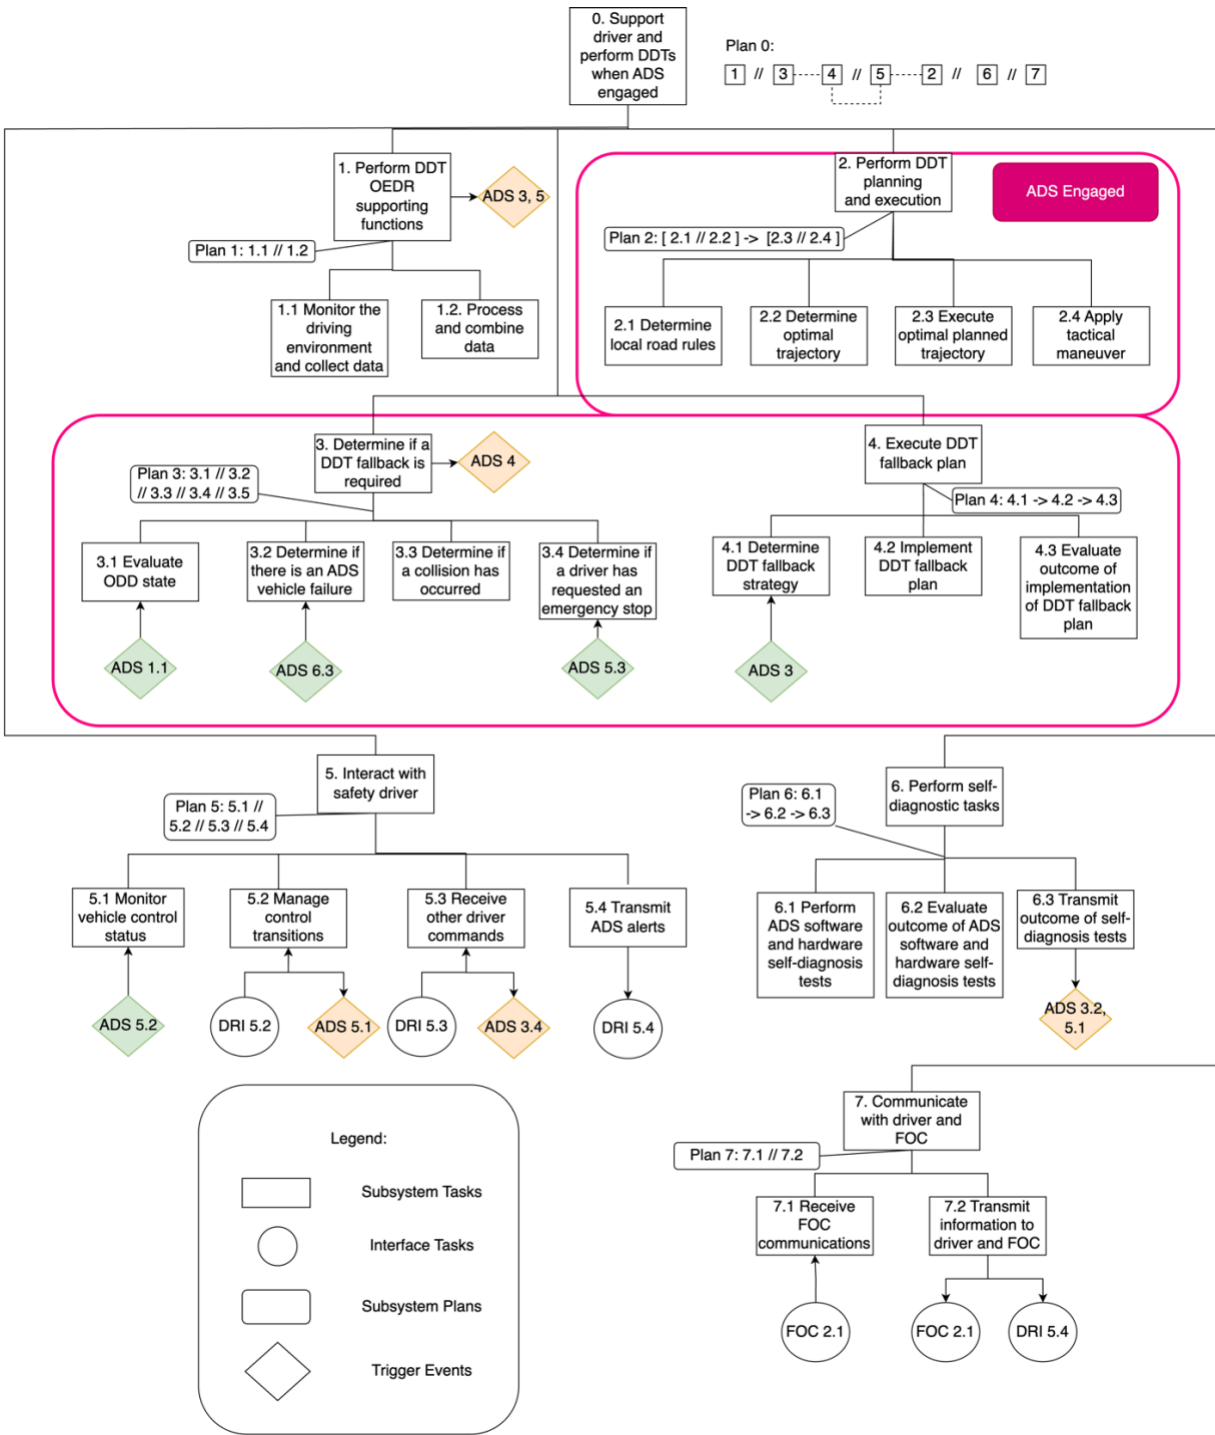 0. Support
driver and
perform DDTs
when ADS
engaged
Plan 0:
1 // 3 4 // 5 2 // 6 // 7
1. Perform DDT
OEDR
supporting
functions
ADS 3, 5
Plan 1: 1.1 // 1.2
1.1 Monitor the
driving
environment
and collect data
1.2. Process
and combine
data
2. Perform DDT
planning
and execution
ADS Engaged
Plan 2: [ 2.1 // 2.2 ] -> [2.3 // 2.4 ]
2.1 Determine
local road rules
2.2 Determine
optimal
trajectory
2.3 Execute
optimal planned
trajectory
2.4 Apply
tactical
maneuver
3. Determine if a
DDT fallback is
required
ADS 4
Plan 3: 3.1 // 3.2
// 3.3 // 3.4 // 3.5
3.1 Evaluate
ODD state
3.2 Determine if
there is an ADS
vehicle failure
3.3 Determine if
a collision has
occurred
3.4 Determine if
a driver has
requested an
emergency stop
ADS 1.1
ADS 6.3
ADS 5.3
4. Execute DDT
fallback plan
Plan 4: 4.1 -> 4.2 -> 4.3
4.1 Determine
DDT fallback
strategy
4.2 Implement
DDT fallback
plan
4.3 Evaluate
outcome of
implementation
of DDT fallback
plan
ADS 3
5. Interact with
safety driver
Plan 5: 5.1 //
5.2 // 5.3 // 5.4
5.1 Monitor
vehicle control
status
5.2 Manage
control
transitions
5.3 Receive
other driver
commands
5.4 Transmit
ADS alerts
ADS 5.2
DRI 5.2
ADS 5.1
DRI 5.3
ADS 3.4
DRI 5.4
6. Perform self-
diagnostic tasks
Plan 6: 6.1
-> 6.2 -> 6.3
6.1 Perform
ADS software
and hardware
self-diagnosis
tests
6.2 Evaluate
outcome of ADS
software and
hardware self-
diagnosis tests
6.3 Transmit
outcome of self-
diagnosis tests
ADS 3.2,
5.1
7. Communicate
with driver and
FOC
Plan 7: 7.1 // 7.2
7.1 Receive
FOC
communications
7.2 Transmit
information to
driver and FOC
FOC 2.1
FOC 2.1
DRI 5.4
Legend:
Subsystem Tasks
Interface Tasks
Subsystem Plans
Trigger Events